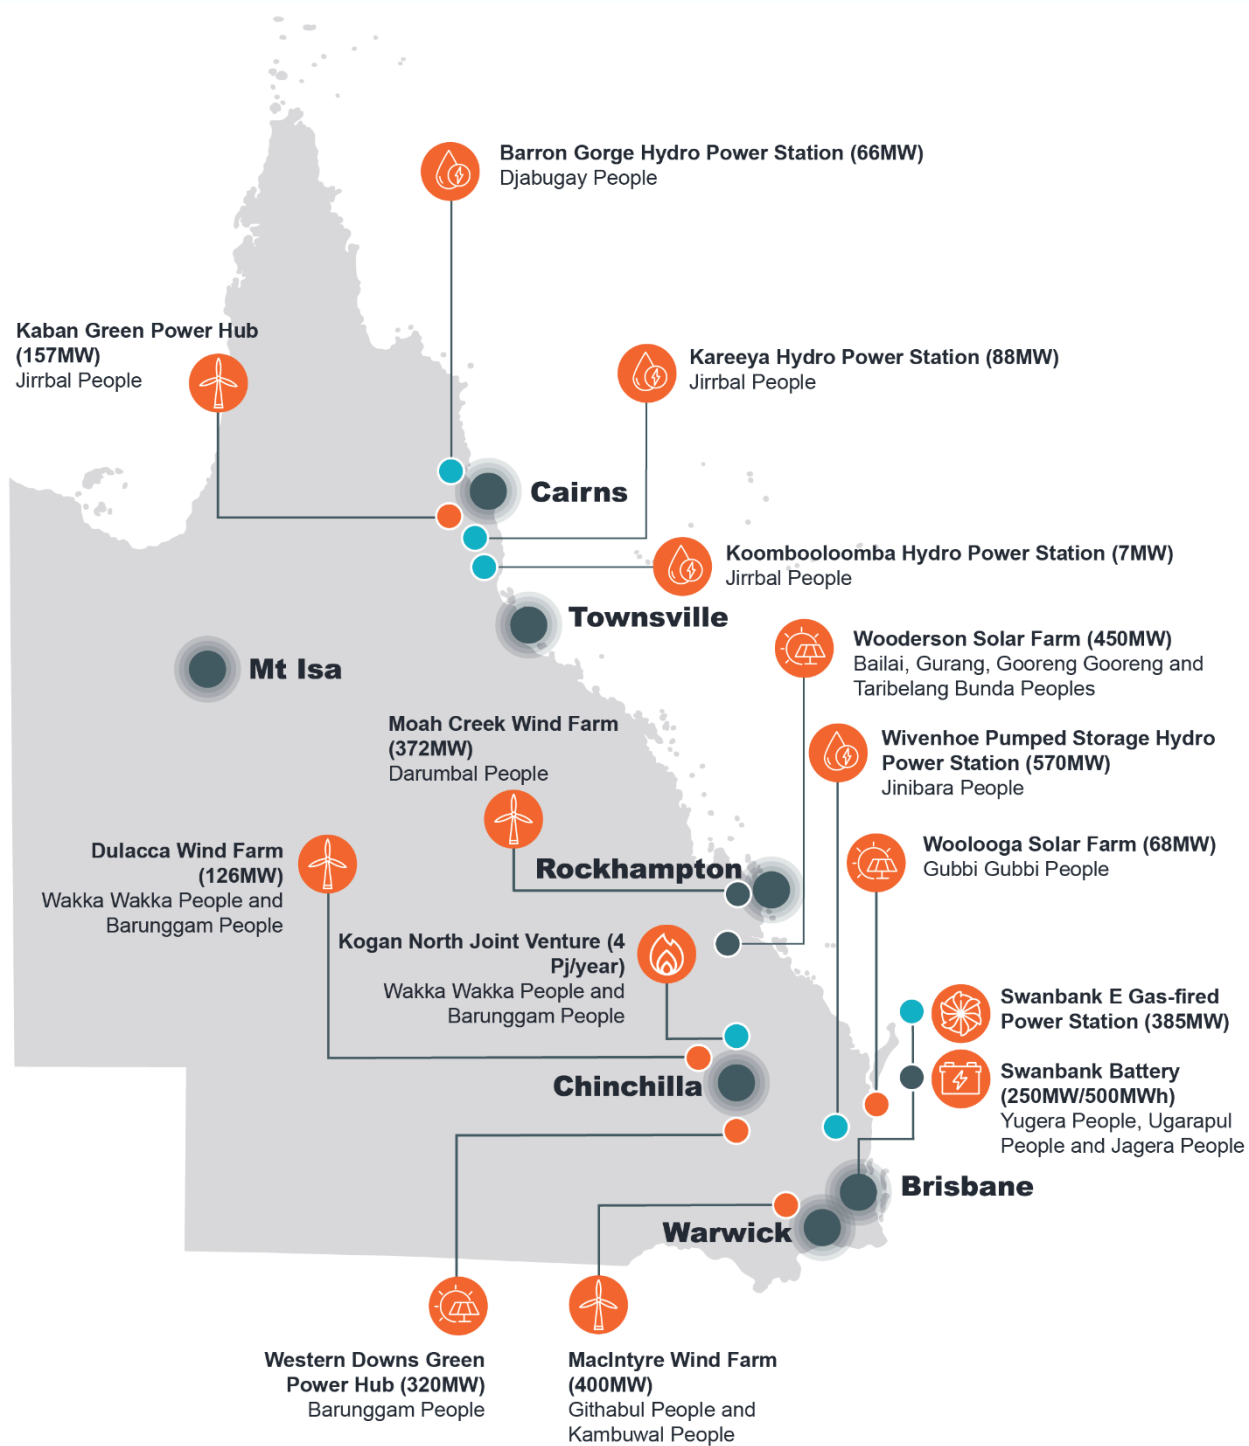 Barron Gorge Hydro Power Station (66MW)
Djabugay People
Kaban Green Power Hub
(157MW)
Jirrbal People
Kareeya Hydro Power Station (88MW)
Jirrbal People
Cairns
Koombooloomba Hydro Power Station (7MW)
Jirrbal People
Townsville
Mt Isa
Wooderson Solar Farm (450MW)
Bailai, Gurang, Gooreng Gooreng and
Taribelang Bunda Peoples
Moah Creek Wind Farm
(372MW)
Darumbal People
Wivenhoe Pumped Storage Hydro
Power Station (570MW)
Jinibara People
Dulacca Wind Farm
(126MW)
Wakka Wakka People and
Barunggam People
Rockhampton
Woolooga Solar Farm (68MW)
Gubbi Gubbi People
Kogan North Joint Venture (4
Pj/year)
Wakka Wakka People and
Barunggam People
Swanbank E Gas-fired
Power Station (385MW)
Swanbank Battery
(250MW/500MWh)
Yugera People, Ugarapul
People and Jagera People
Chinchilla
Brisbane
Warwick
Western Downs Green
Power Hub (320MW)
Barunggam People
MacIntyre Wind Farm
(400MW)
Githabul People and
Kambuwal People